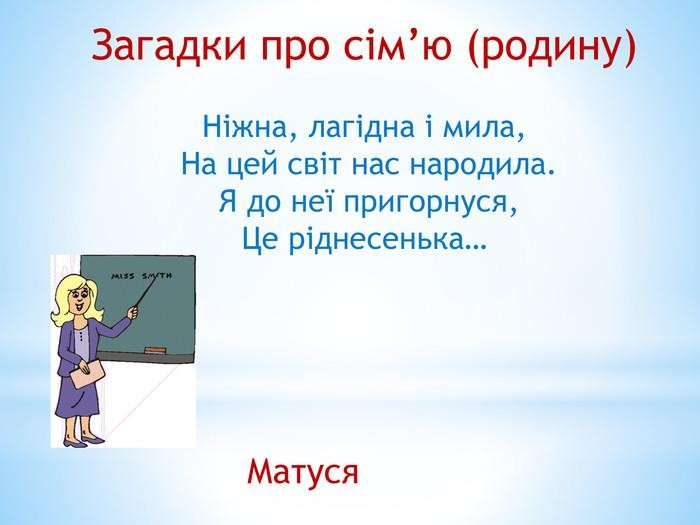 Загадки про сім’ю (родину)
Ніжна, лагідна і мила,
На цей світ нас народила.
Я до неї пригорнуся,
Це ріднесенька…
MISS SMITH
Матуся